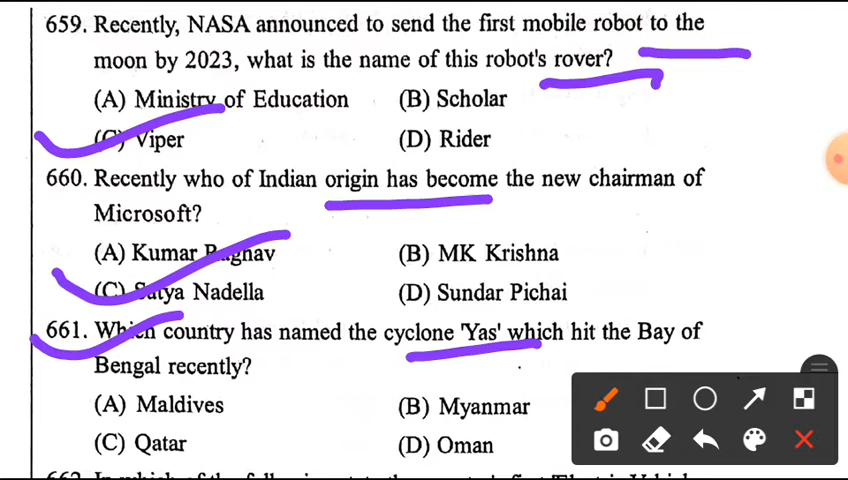 659. Recently, NASA announced to send the first mobile robot to the
moon by 2023, what is the name of this robot's rover?
(A) Ministry of Education (B) Scholar
(C) Viper (D) Rider
660. Recently who of Indian origin has become the new chairman of
Microsoft?
(A) Kumar Raghav (B) MK Krishna
(C) Satya Nadella (D) Sundar Pichai
661. Which country has named the cyclone 'Yas' which hit the Bay of
Bengal recently?
(A) Maldives (B) Myanmar
(C) Qatar (D) Oman